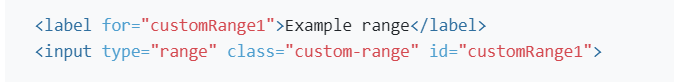 <label for="customRange1">Example range</label>
<input type="range" class="custom-range" id="customRange1">